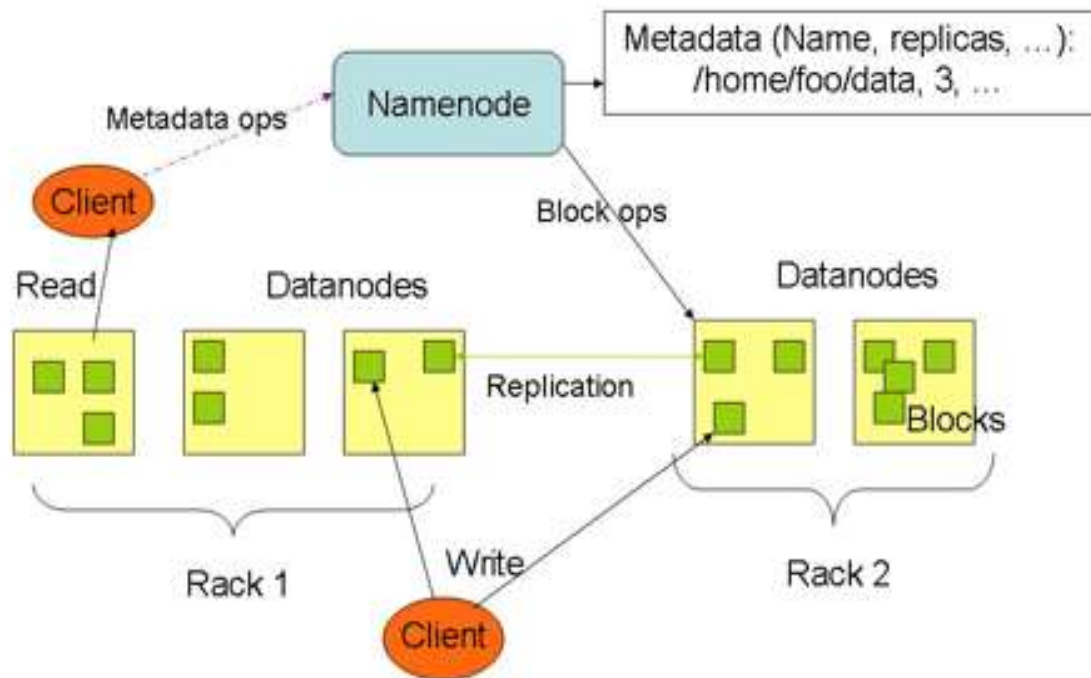 Metadata (Name, replicas, ...):
/home/foo/data, 3, ...
Namenode
Metadata ops
Client
Block ops
Read
Datanodes
Datanodes
Replication
Blocks
Rack 1
Write
Rack 2
Client